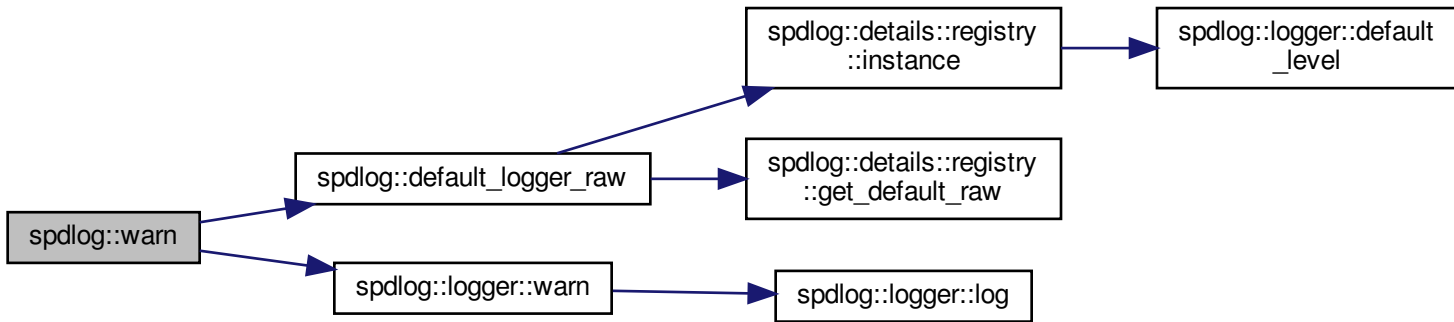 spdlog::warn
spdlog::default_logger_raw
spdlog::logger::warn
spdlog::details::registry
::instance
spdlog::details::registry
::get_default_raw
spdlog::logger::log
spdlog::logger::default
_level